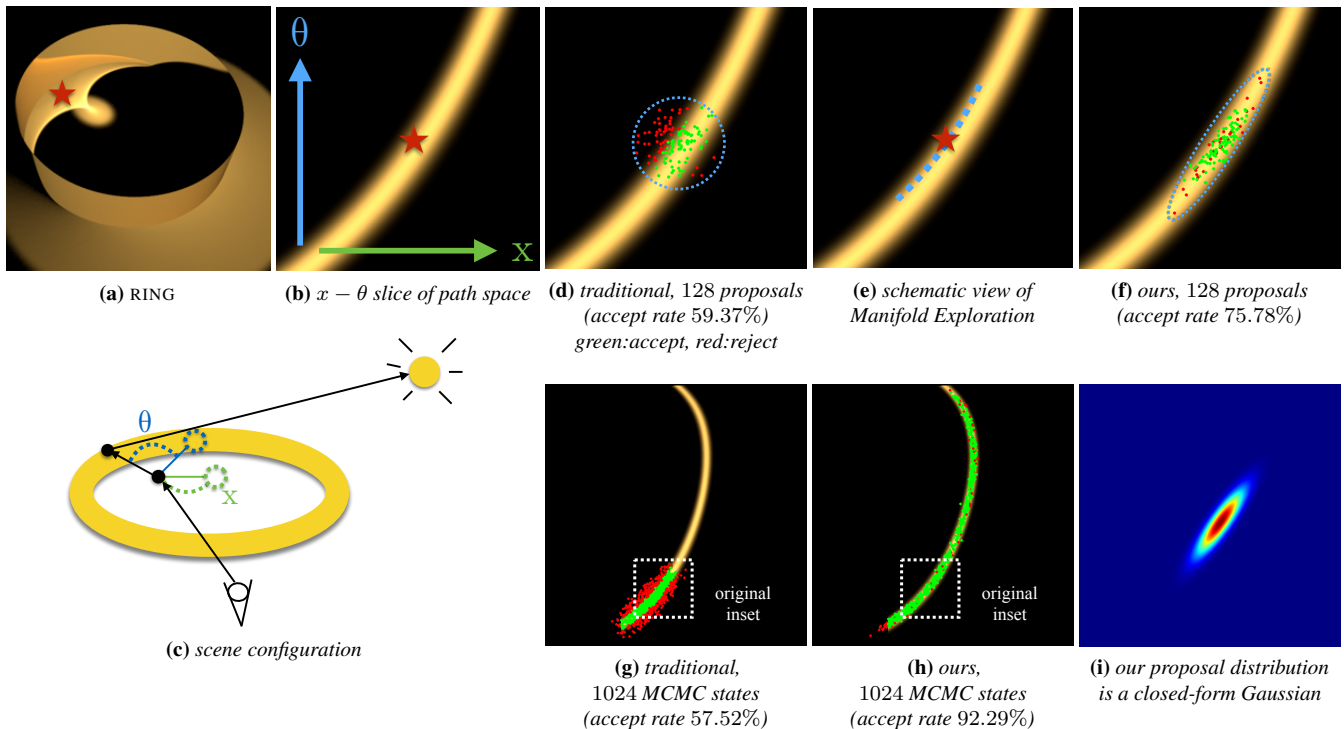 θ
x
(a) RING
(b) x − θ slice of path space
(d) traditional, 128 proposals
(accept rate 59.37%)
green:accept, red:reject
(e) schematic view of
Manifold Exploration
(f) ours, 128 proposals
(accept rate 75.78%)
θ
x
(c) scene configuration
original
inset
(g) traditional,
1024 MCMC states
(accept rate 57.52%)
original
inset
(h) ours,
1024 MCMC states
(accept rate 92.29%)
(i) our proposal distribution
is a closed-form Gaussian